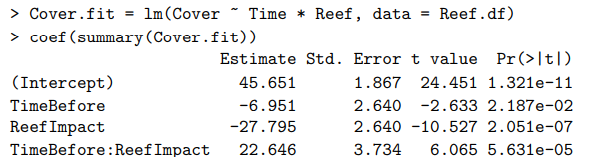 > Cover.fit = lm(Cover ~ Time * Reef, data = Reef.df)
> coef(summary(Cover.fit))
Estimate Std. Error t value Pr(>|t|)
(Intercept) 45.651 1.867 24.451 1.321e-11
TimeBefore -6.951 2.640 -2.633 2.187e-02
ReefImpact -27.795 2.640 -10.527 2.051e-07
TimeBefore:ReefImpact 22.646 3.734 6.065 5.631e-05